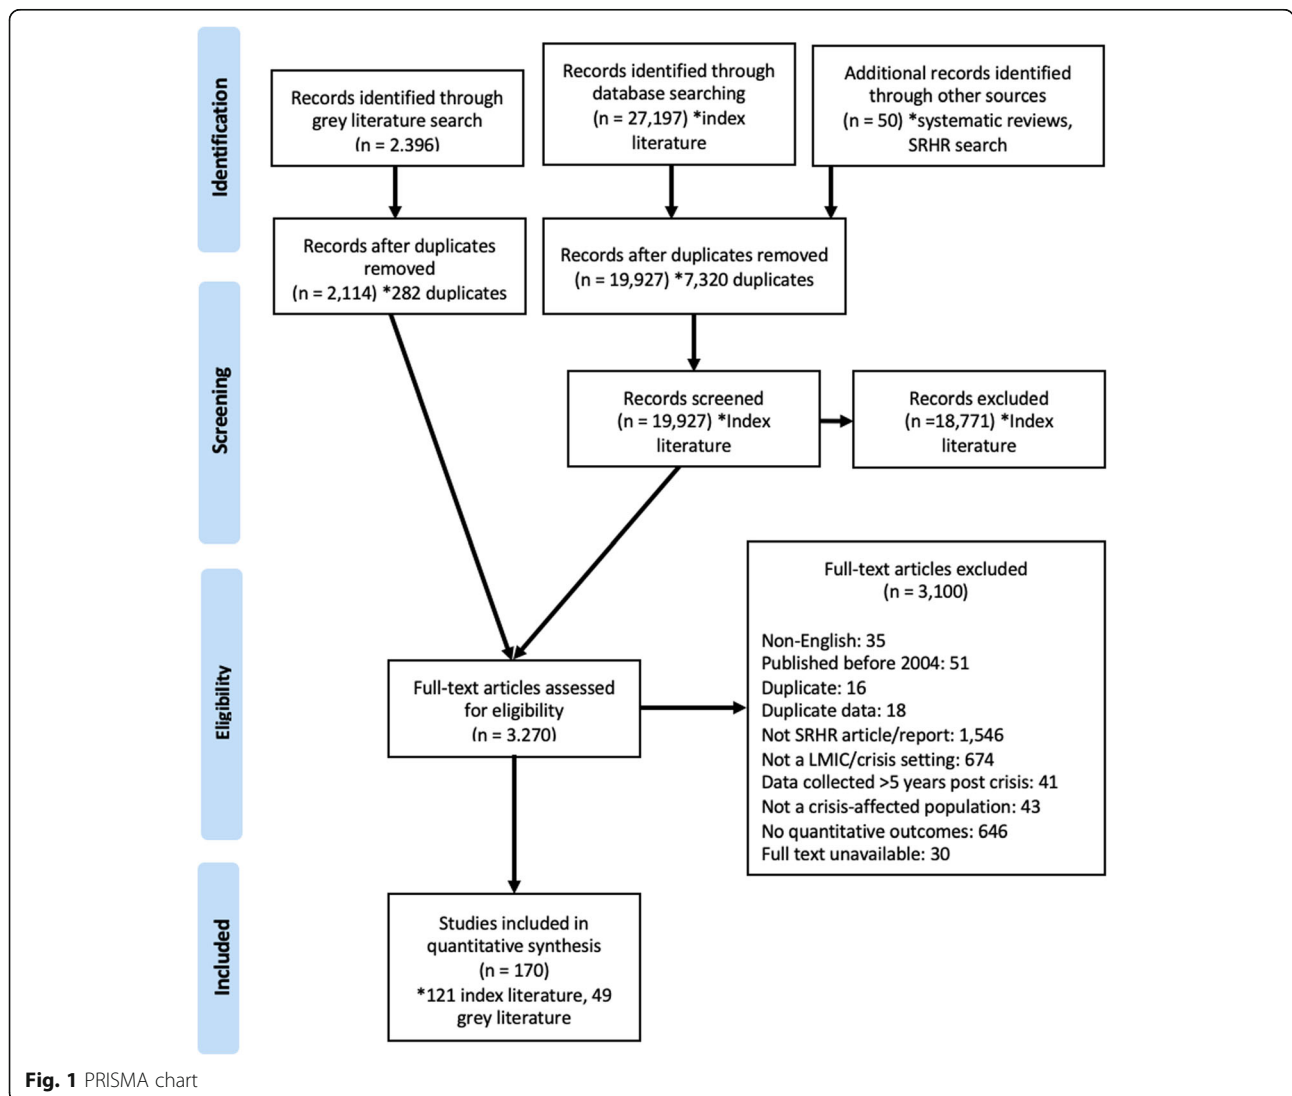 Identification
Records identified through
grey literature search
(n = 2.396)
Records identified through
database searching
(n = 27,197) *index
literature
Additional records identified
through other sources
(n = 50) *systematic reviews,
SRHR search
Records after duplicates
removed
(n = 2,114) *282 duplicates
Records after duplicates removed
(n = 19,927) *7,320 duplicates
Screening
Records screened
(n = 19,927) *Index
literature
Records excluded
(n =18,771) *Index
literature
Eligibility
Full-text articles assessed
for eligibility
(n = 3.270)
Full-text articles excluded
(n = 3,100)
Non-English: 35
Published before 2004: 51
Duplicate: 16
Duplicate data: 18
Not SRHR article/report: 1,546
Not a LMIC/crisis setting: 674
Data collected >5 years post crisis: 41
Not a crisis-affected population: 43
No quantitative outcomes: 646
Full text unavailable: 30
Included
Studies included in
quantitative synthesis
(n = 170)
*121 index literature, 49
grey literature
Fig. 1 PRISMA chart